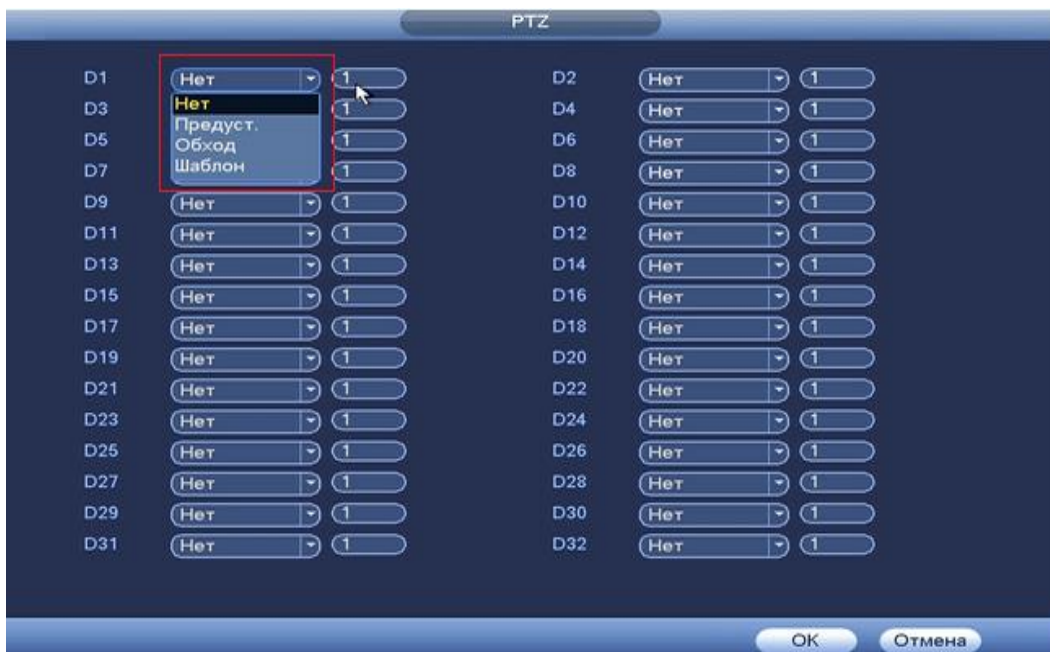 PTZ
D1 Нет 1 D2 Нет 1
Нет
D3 1 D4 Нет 1
Предуст.
D5 Обход 1 D6 Нет 1
D7 Шаблон 1 D8 Нет 1
D9 Нет 1 D10 Нет 1
D11 Нет 1 D12 Нет 1
D13 Нет 1 D14 Нет 1
D15 Нет 1 D16 Нет 1
D17 Нет 1 D18 Нет 1
D19 Нет 1 D20 Нет 1
D21 Нет 1 D22 Нет 1
D23 Нет 1 D24 Нет 1
D25 Нет 1 D26 Нет 1
D27 Нет 1 D28 Нет 1
D29 Нет 1 D30 Нет 1
D31 Нет 1 D32 Нет 1
OK Отмена